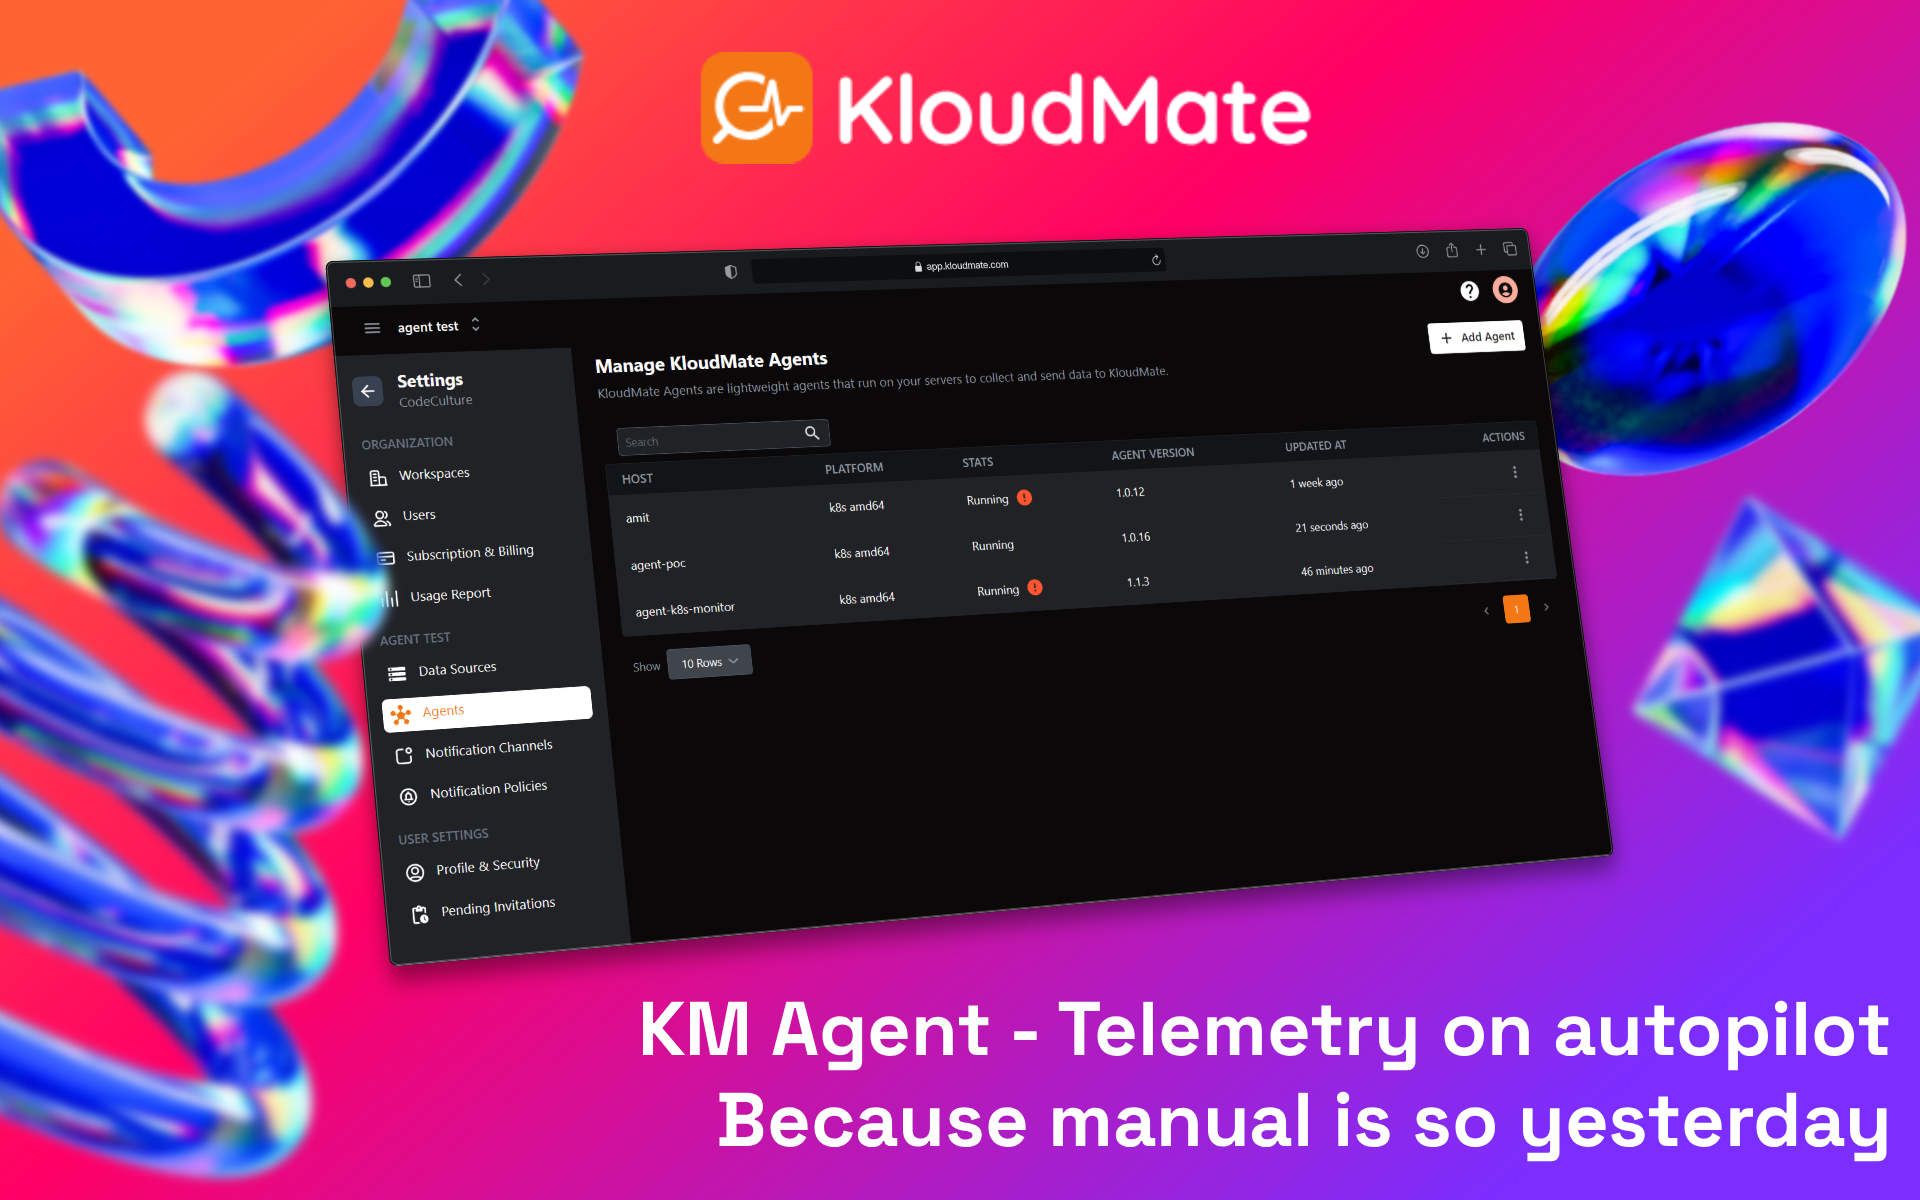 KloudMate
app.kloudmate.com
agent test
Add Agent
Settings
CodeCulture
ORGANIZATION
Workspaces
Users
Subscription & Billing
Usage Report
AGENT TEST
Data Sources
Agents
Notification Channels
Notification Policies
USER SETTINGS
Profile & Security
Pending Invitations
Manage KloudMate Agents
KloudMate Agents are lightweight agents that run on your servers to collect and send data to KloudMate.
Search
HOST PLATFORM STATS AGENT VERSION UPDATED AT ACTIONS
amit k8s amd64 Running 1.0.12 1 week ago
agent-poc k8s amd64 Running 1.0.16 21 seconds ago
agent-k8s-monitor k8s amd64 Running 1.1.3 46 minutes ago
Show 10 Rows
1
KM Agent - Telemetry on autopilot
Because manual is so yesterday